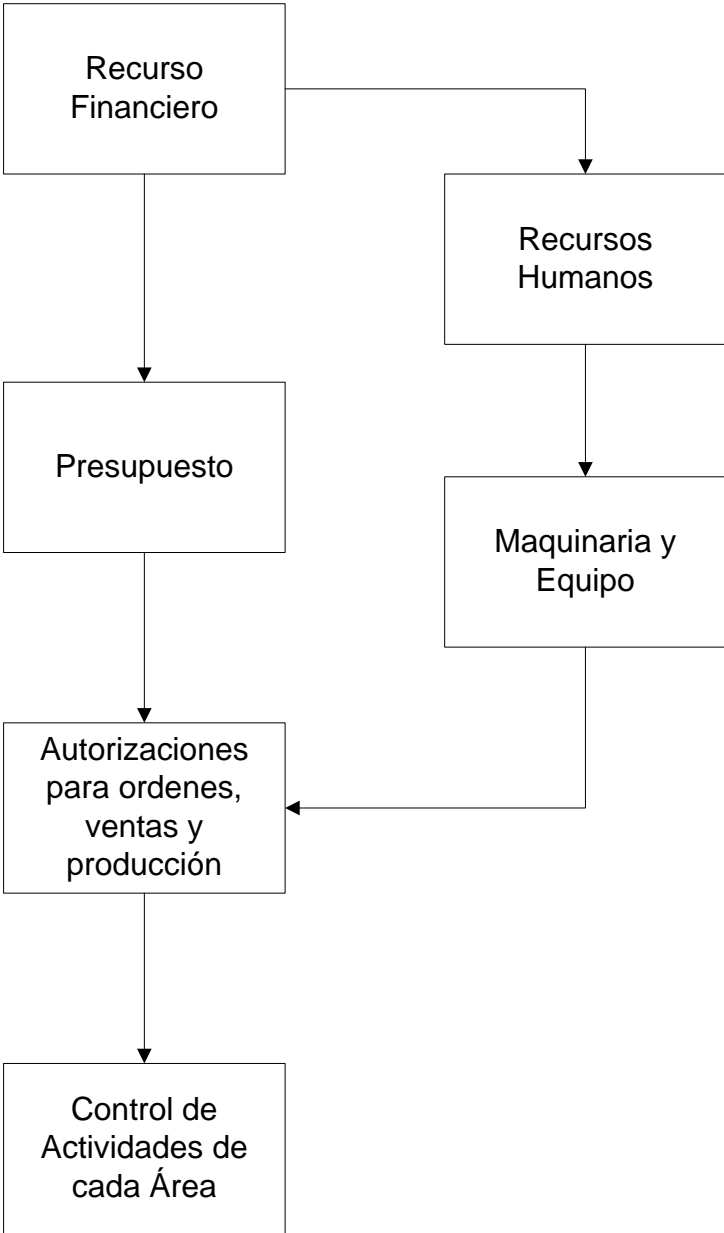 Recurso
Financiero
Recursos
Humanos
Presupuesto
Maquinaria y
Equipo
Autorizaciones
para ordenes,
ventas y
producción
Control de
Actividades de
cada Área